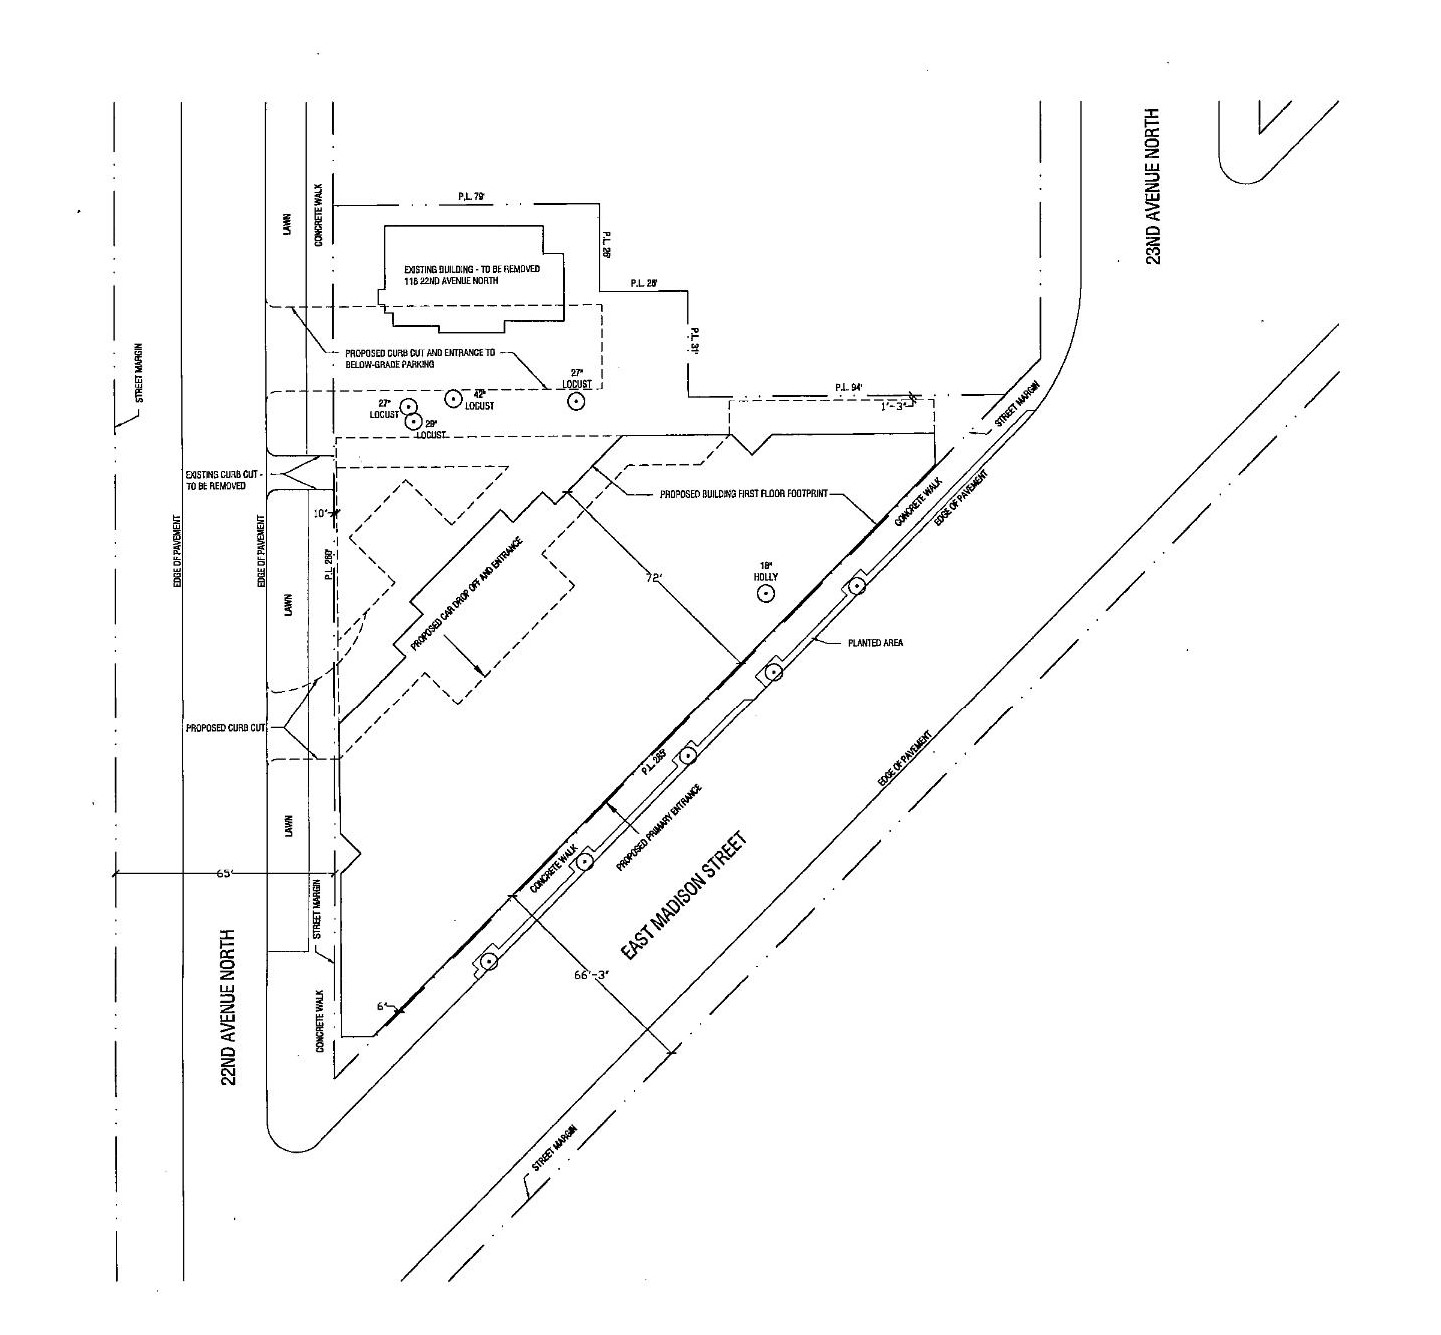 23ND AVENUE NORTH
LAWN
CONCRETE WALK
P.L. 79'
P.L. 26'
EXISTING BUILDING - TO BE REMOVED
116 22ND AVENUE NORTH
P.L. 26'
P.L. 31'
STREET MARGIN
PROPOSED CURB CUT AND ENTRANCE TO
BELOW-GRADE PARKING
27"
LOCUST
42"
LOCUST
27"
LOCUST
29"
LOCUST
P.L. 94'
1'-3"
STREET MARGIN
EXISTING CURB CUT -
TO BE REMOVED
PROPOSED BUILDING FIRST FLOOR FOOTPRINT
CONCRETE WALK
EDGE OF PAVEMENT
10"
EDGE OF PAVEMENT
EDGE OF PAVEMENT
P.L. 260'
PROPOSED CAR DROP OFF AND ENTRANCE
72'
18"
HOLLY
LAWN
PLANTED AREA
PROPOSED CURB CUT
P.L. 285'
EDGE OF PAVEMENT
LAWN
PROPOSED PRIMARY ENTRANCE
CONCRETE WALK
65'
STREET MARGIN
EAST MADISON STREET
66'-3"
22ND AVENUE NORTH
6"
CONCRETE WALK
STREET MARGIN